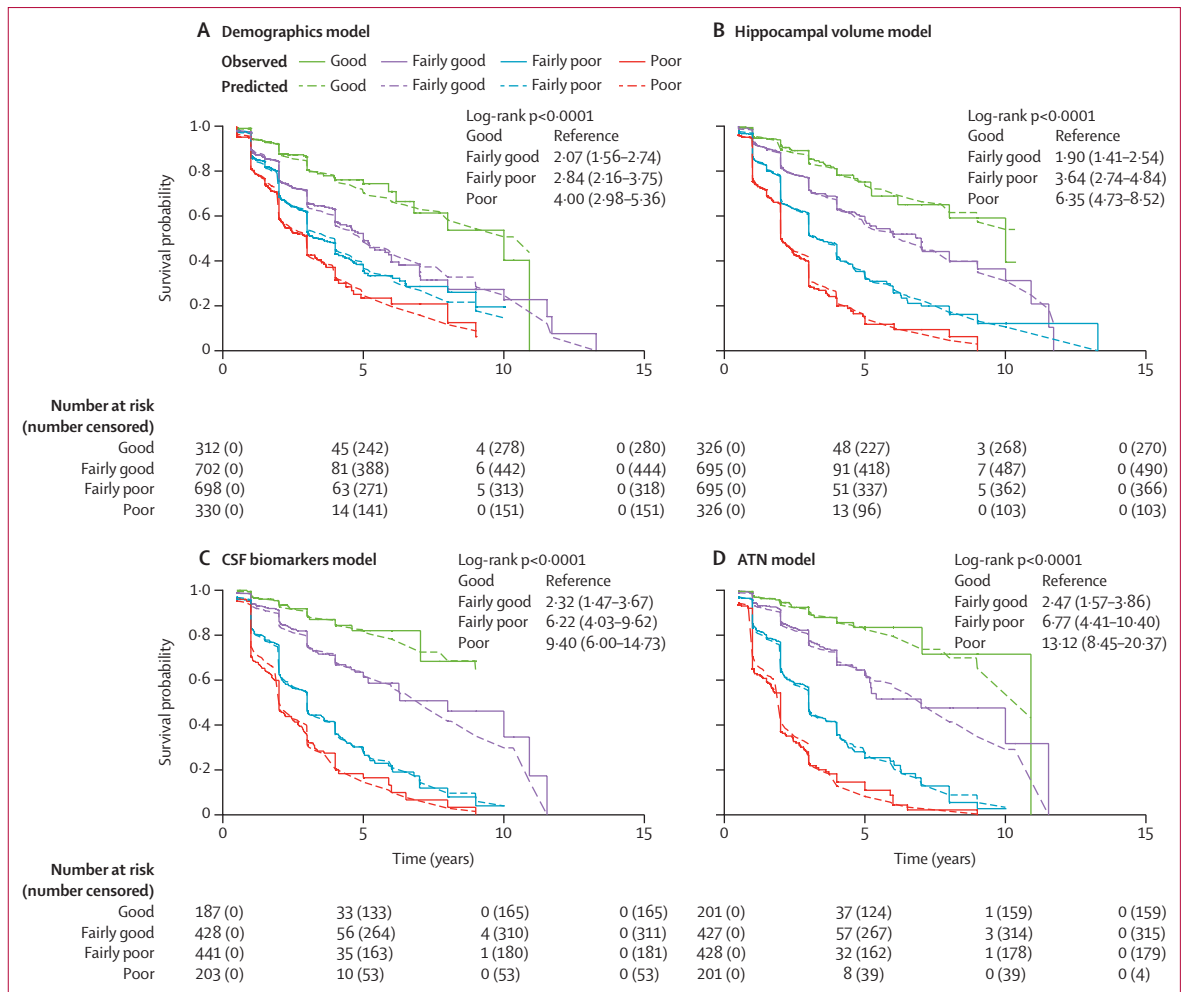 A Demographics model
Observed Good Fairly good Fairly poor Poor
Predicted Good Fairly good Fairly poor Poor
Log-rank p<0·0001
Good Reference
Fairly good 2·07 (1·56–2·74)
Fairly poor 2·84 (2·16–3·75)
Poor 4·00 (2·98–5·36)
Survival probability
1·0
0·8
0·6
0·4
0·2
0
0 5 10 15
B Hippocampal volume model
Log-rank p<0·0001
Good Reference
Fairly good 1·90 (1·41–2·54)
Fairly poor 3·64 (2·74–4·84)
Poor 6·35 (4·73–8·52)
0 5 10 15
Number at risk
(number censored)
Good 312 (0) 45 (242) 4 (278) 0 (280) 326 (0) 48 (227) 3 (268) 0 (270)
Fairly good 702 (0) 81 (388) 6 (442) 0 (444) 695 (0) 91 (418) 7 (487) 0 (490)
Fairly poor 698 (0) 63 (271) 5 (313) 0 (318) 695 (0) 51 (337) 5 (362) 0 (366)
Poor 330 (0) 14 (141) 0 (151) 0 (151) 326 (0) 13 (96) 0 (103) 0 (103)
C CSF biomarkers model
Log-rank p<0·0001
Good Reference
Fairly good 2·32 (1·47–3·67)
Fairly poor 6·22 (4·03–9·62)
Poor 9·40 (6·00–14·73)
Survival probability
1·0
0·8
0·6
0·4
0·2
0
0 5 10 15
Time (years)
D ATN model
Log-rank p<0·0001
Good Reference
Fairly good 2·47 (1·57–3·86)
Fairly poor 6·77 (4·41–10·40)
Poor 13·12 (8·45–20·37)
0 5 10 15
Time (years)
Number at risk
(number censored)
Good 187 (0) 33 (133) 0 (165) 0 (165) 201 (0) 37 (124) 1 (159) 0 (159)
Fairly good 428 (0) 56 (264) 4 (310) 0 (311) 427 (0) 57 (267) 3 (314) 0 (315)
Fairly poor 441 (0) 35 (163) 1 (180) 0 (181) 428 (0) 32 (162) 1 (178) 0 (179)
Poor 203 (0) 10 (53) 0 (53) 0 (53) 201 (0) 8 (39) 0 (39) 0 (4)